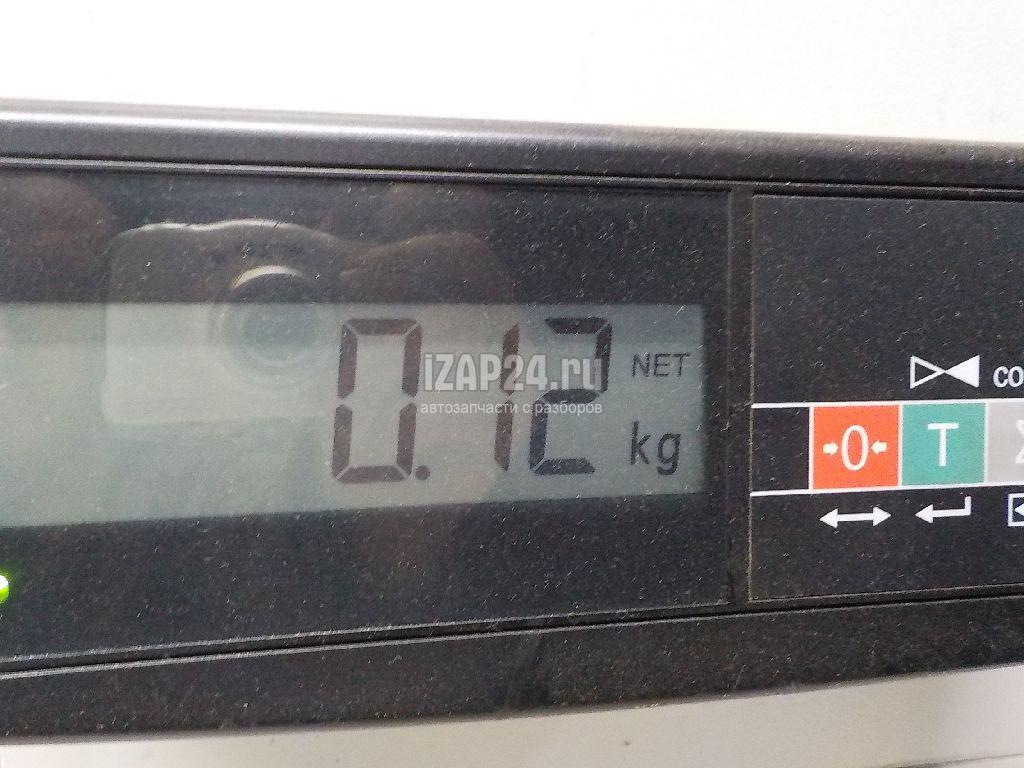 0.12 NET
kg
iZAP24.ru
автозапчасти с разборов
→0← T